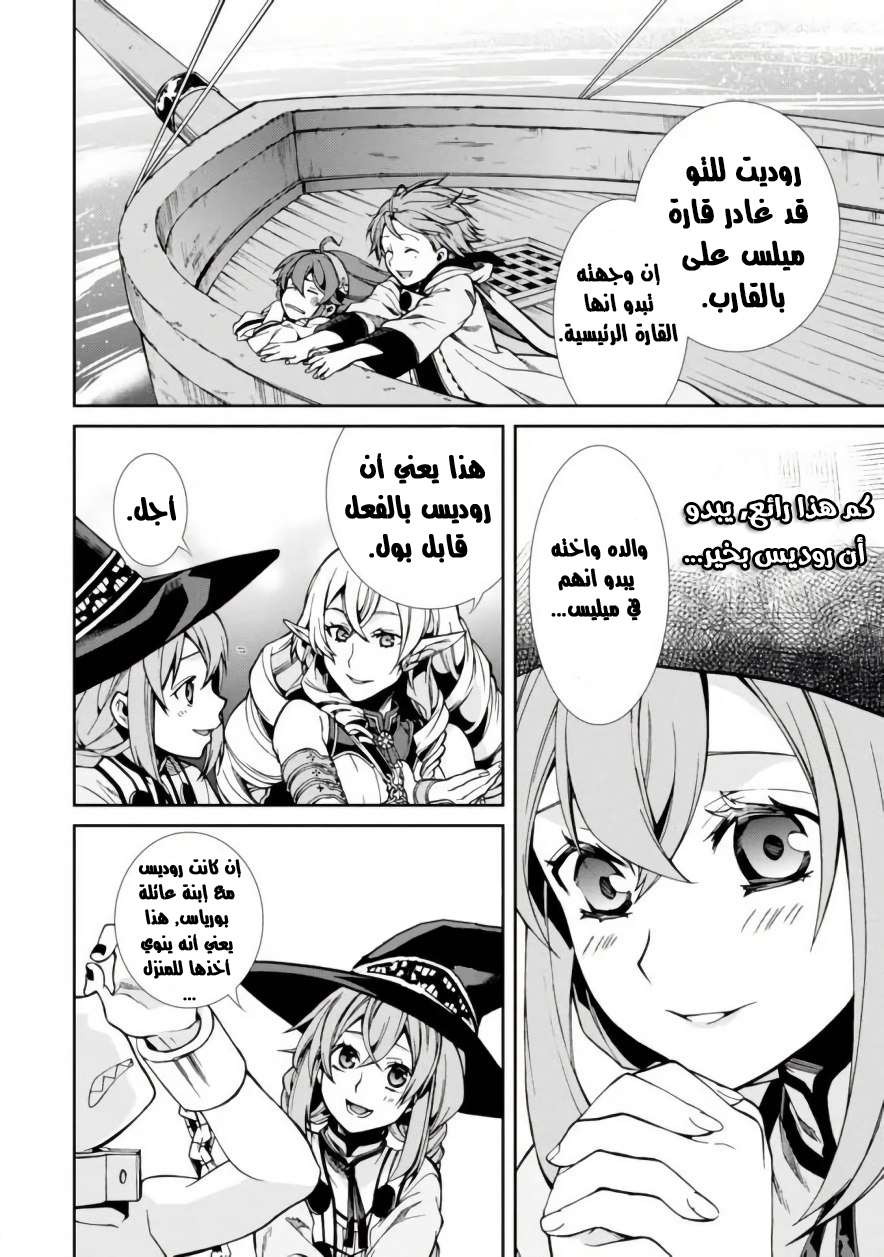 روديت للتو
قد غادر قارة
ميلس على
بالقارب.
إن وجهته
تبدو انها
القارة الرئيسية.
كم هذا رائع, يبدو
أن روديس بخير...
والده واخته
يبدو انهم
في ميليس...
هذا يعني أن
روديس بالفعل
قابل بول.
أجل.
إن كانت روديس
مع إبنة عائلة
بورياس, هذا
يعني أنه ينوي
أخذها للمنزل
...